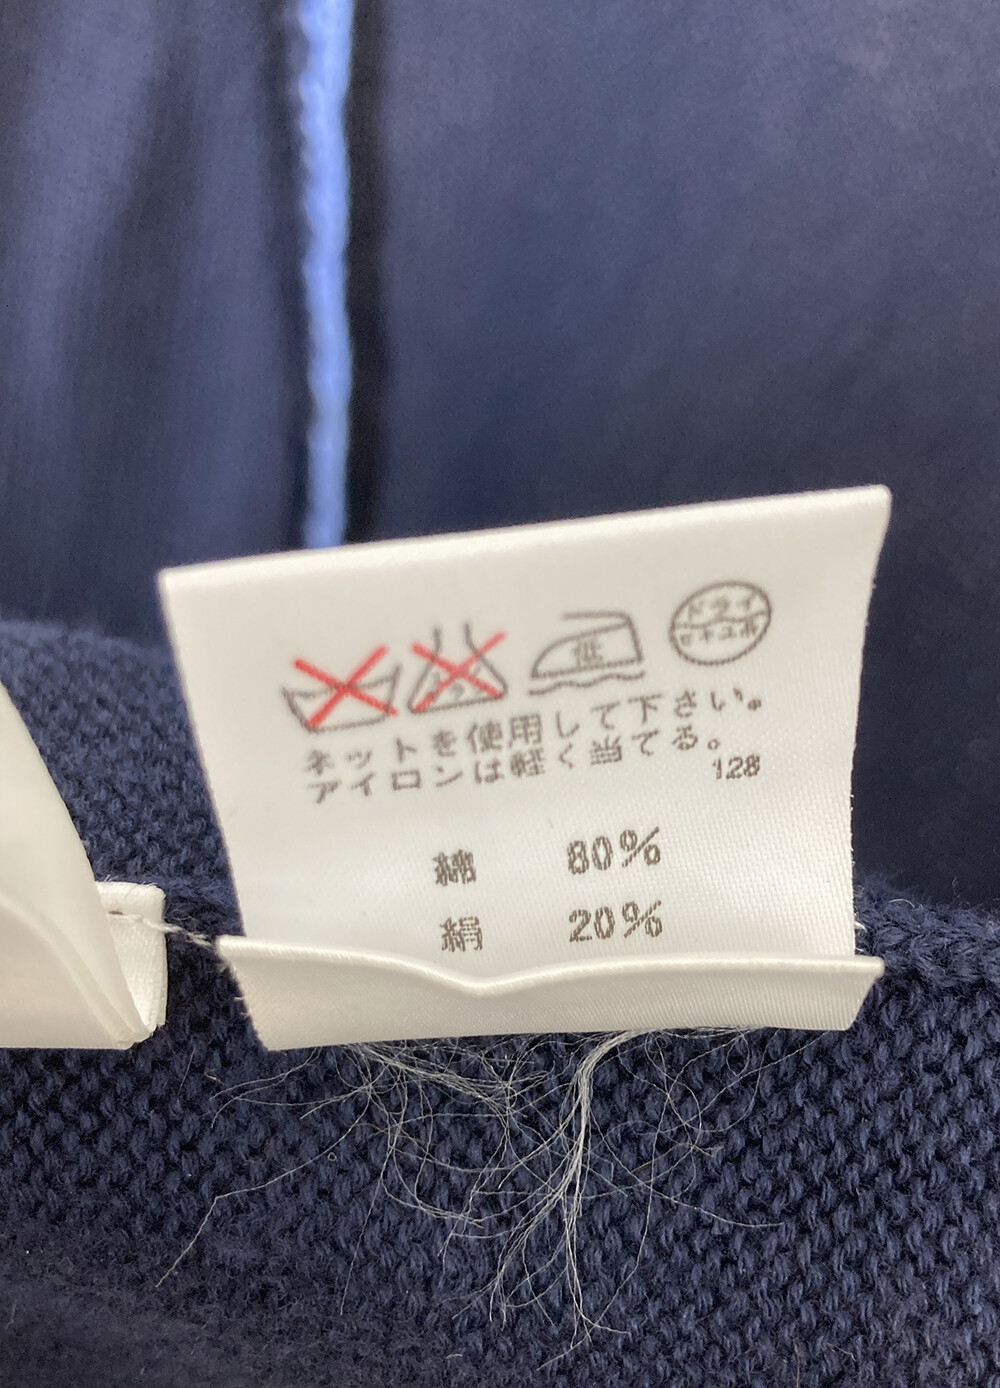 低
ドライ
セキユ系
ネットを使用して下さい。
アイロンは軽く当てる。
128
綿 80%
絹 20%